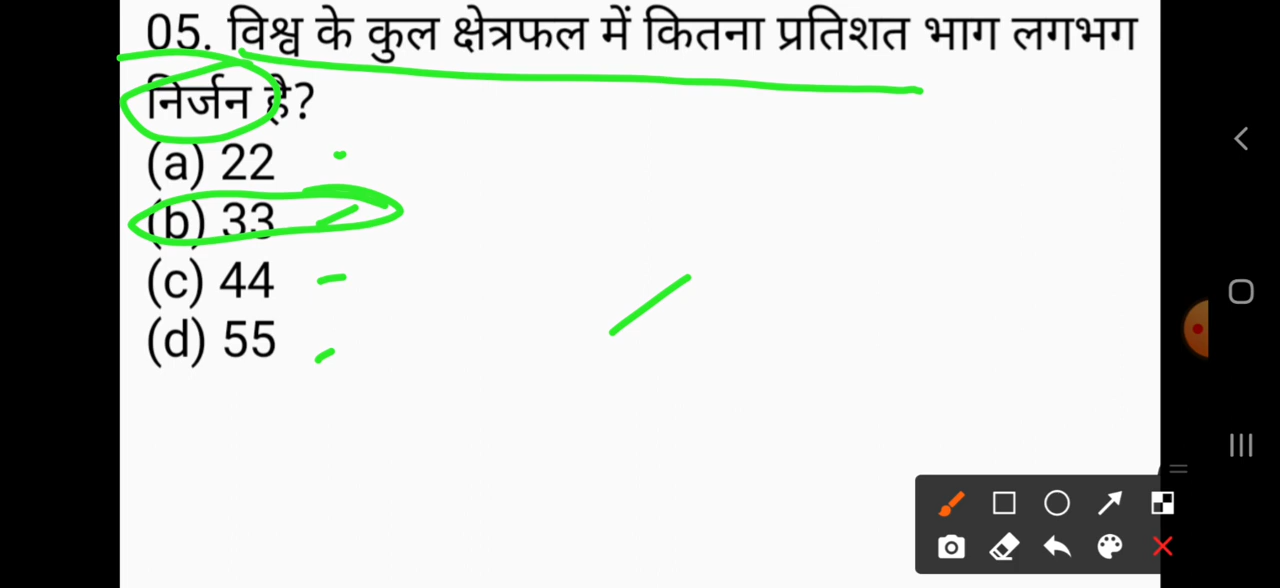 05. विश्व के कुल क्षेत्रफल में कितना प्रतिशत भाग लगभग
निर्जन है?
(a) 22
(b) 33
(c) 44
(d) 55